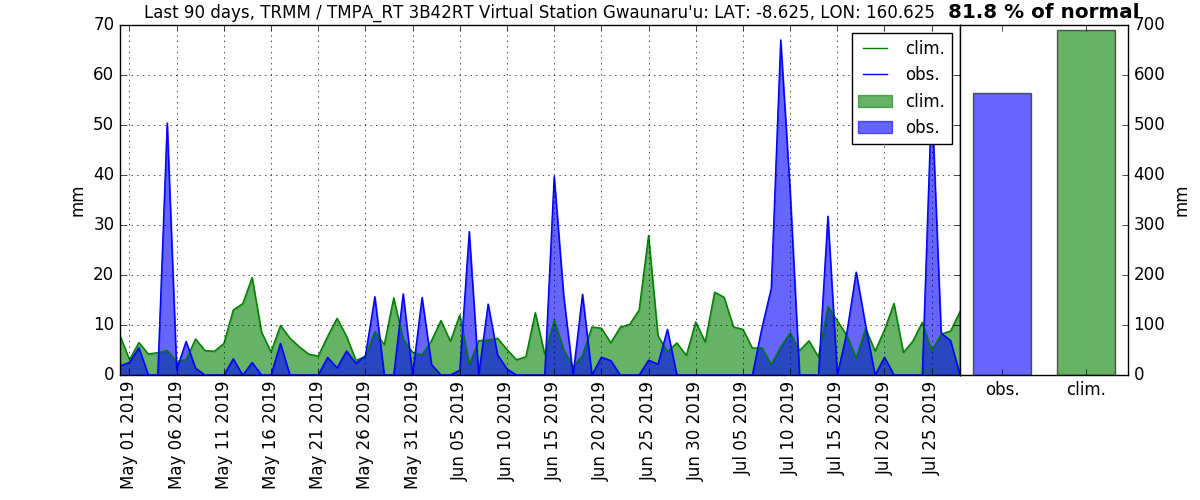 Last 90 days, TRMM / TMPA_RT 3B42RT Virtual Station Gwaunaru'u: LAT: -8.625, LON: 160.625 81.8 % of normal
70
60
50
40
30
20
10
0
mm
clim.
obs.
clim.
obs.
700
600
500
400
300
200
100
0
mm
obs.
clim.
May 01 2019
May 06 2019
May 11 2019
May 16 2019
May 21 2019
May 26 2019
May 31 2019
Jun 05 2019
Jun 10 2019
Jun 15 2019
Jun 20 2019
Jun 25 2019
Jun 30 2019
Jul 05 2019
Jul 10 2019
Jul 15 2019
Jul 20 2019
Jul 25 2019